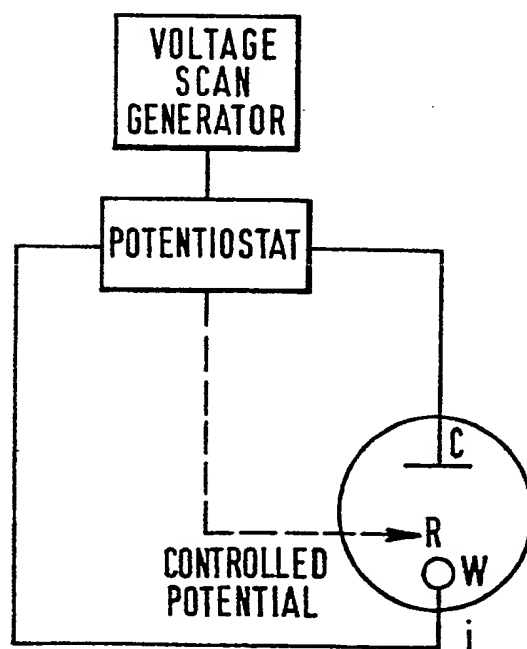 VOLTAGE
SCAN
GENERATOR
POTENTIOSTAT
C
R
W
CONTROLLED
POTENTIAL
i